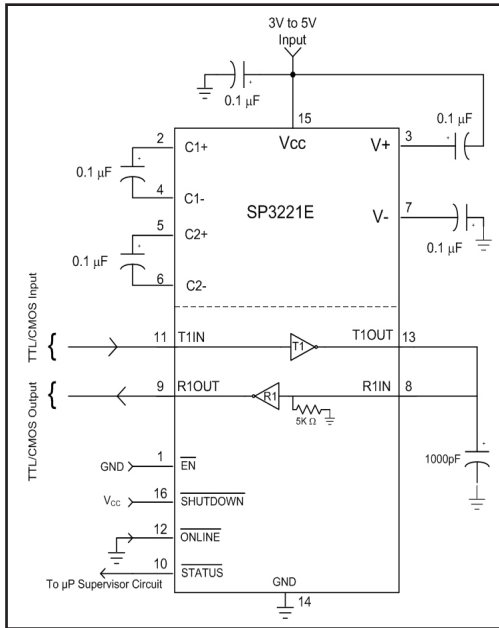 3V to 5V
Input
0.1 µF
15
0.1 µF
2
C1+
Vcc
V+
3
0.1 µF
4
C1-
SP3221E
5
C2+
V-
7
0.1 µF
0.1 µF
6
C2-
TTL/CMOS Input
11
T1IN
T1
T1OUT
13
TTL/CMOS Output
9
R1OUT
R1
R1IN
8
5K Ω
1000pF
GND
1
EN
VCC
16
SHUTDOWN
12
ONLINE
10
STATUS
To µP Supervisor Circuit
GND
14